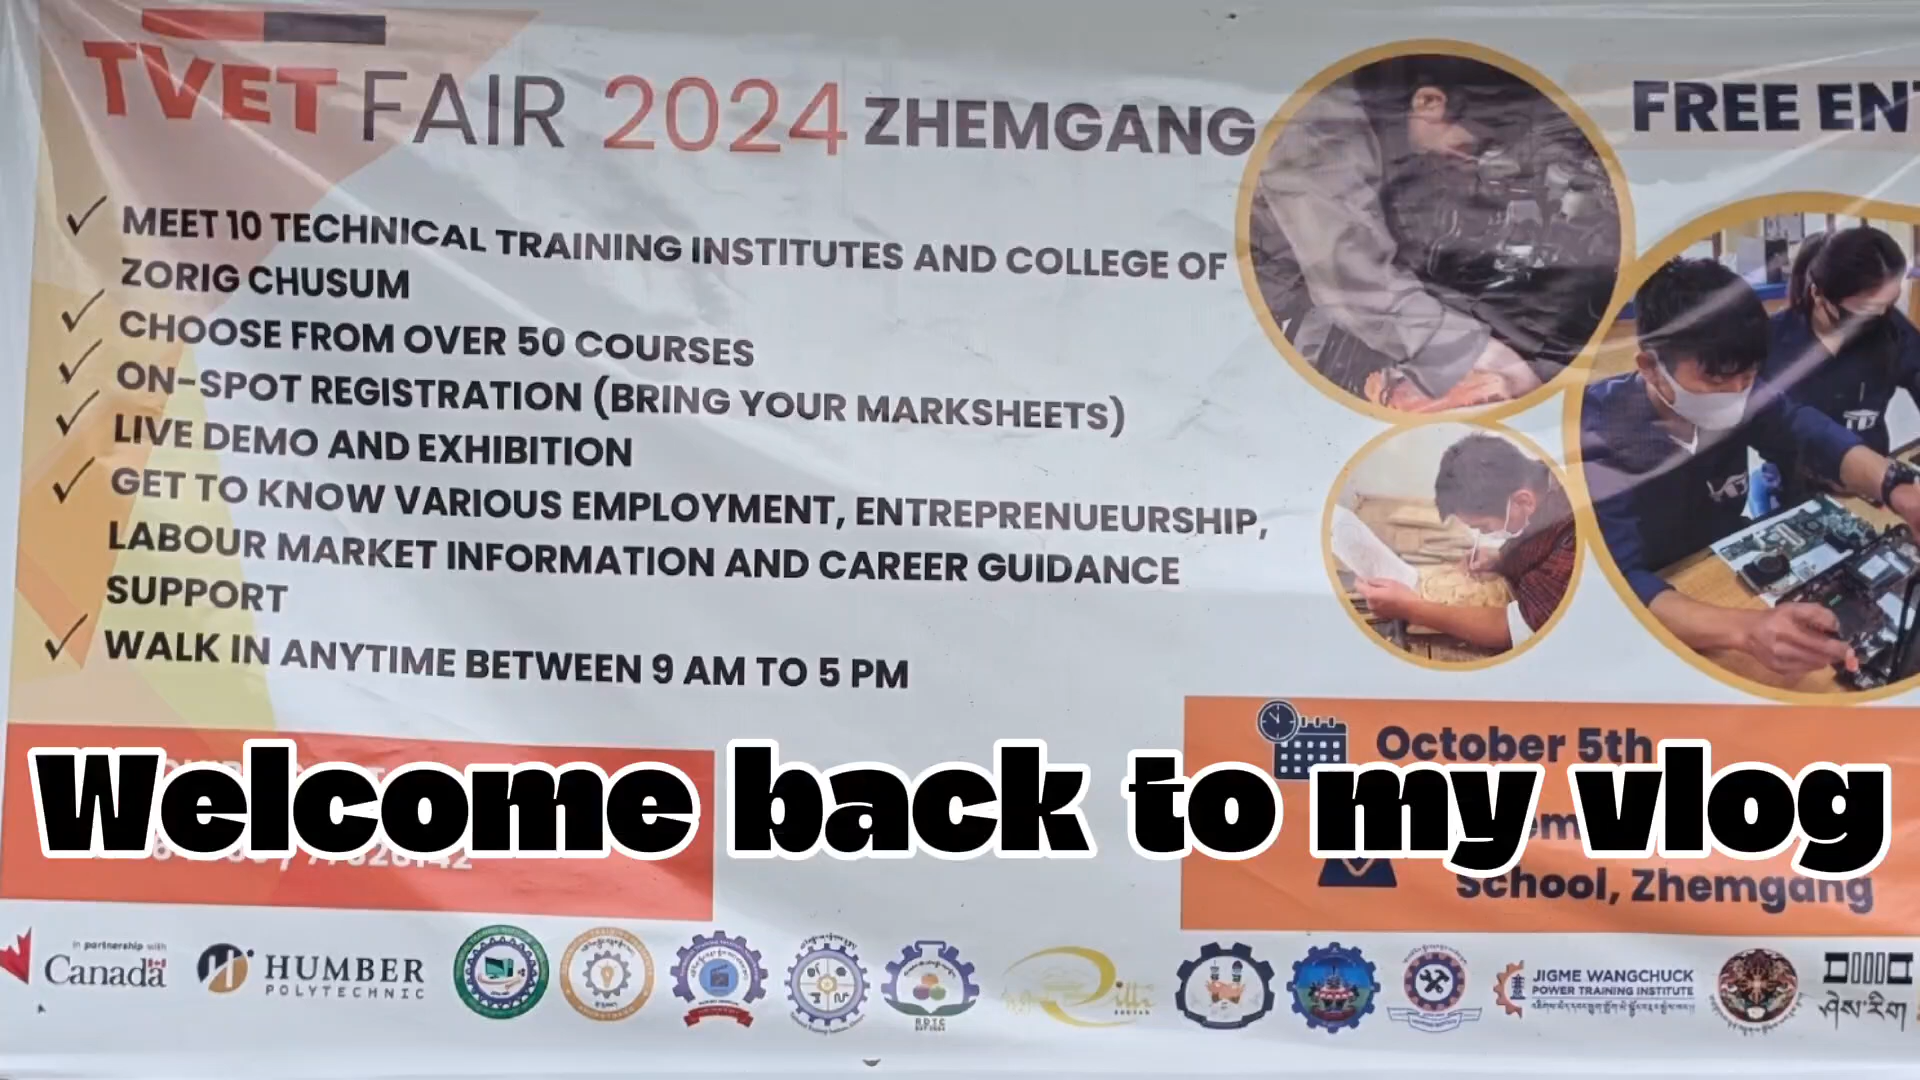 TVET FAIR 2024 ZHEMGANG
FREE
MEET 10 TECHNICAL TRAINING INSTITUTES AND COLLEGE OF
ZORIG CHUSUM
CHOOSE FROM OVER 50 COURSES
ON-SPOT REGISTRATION (BRING YOUR MARKSHEETS)
LIVE DEMO AND EXHIBITION
GET TO KNOW VARIOUS EMPLOYMENT, ENTREPRENUEURSHIP,
LABOUR MARKET INFORMATION AND CAREER GUIDANCE
SUPPORT
WALK IN ANYTIME BETWEEN 9 AM TO 5 PM
October 5th
Welcome back to my vlog
School, Zhemgang
in partnership with
Canada
HUMBER
POLYTECHNIC
RDTC
JIGME WANGCHUCK
POWER TRAINING INSTITUTE
ཤེས་རིག